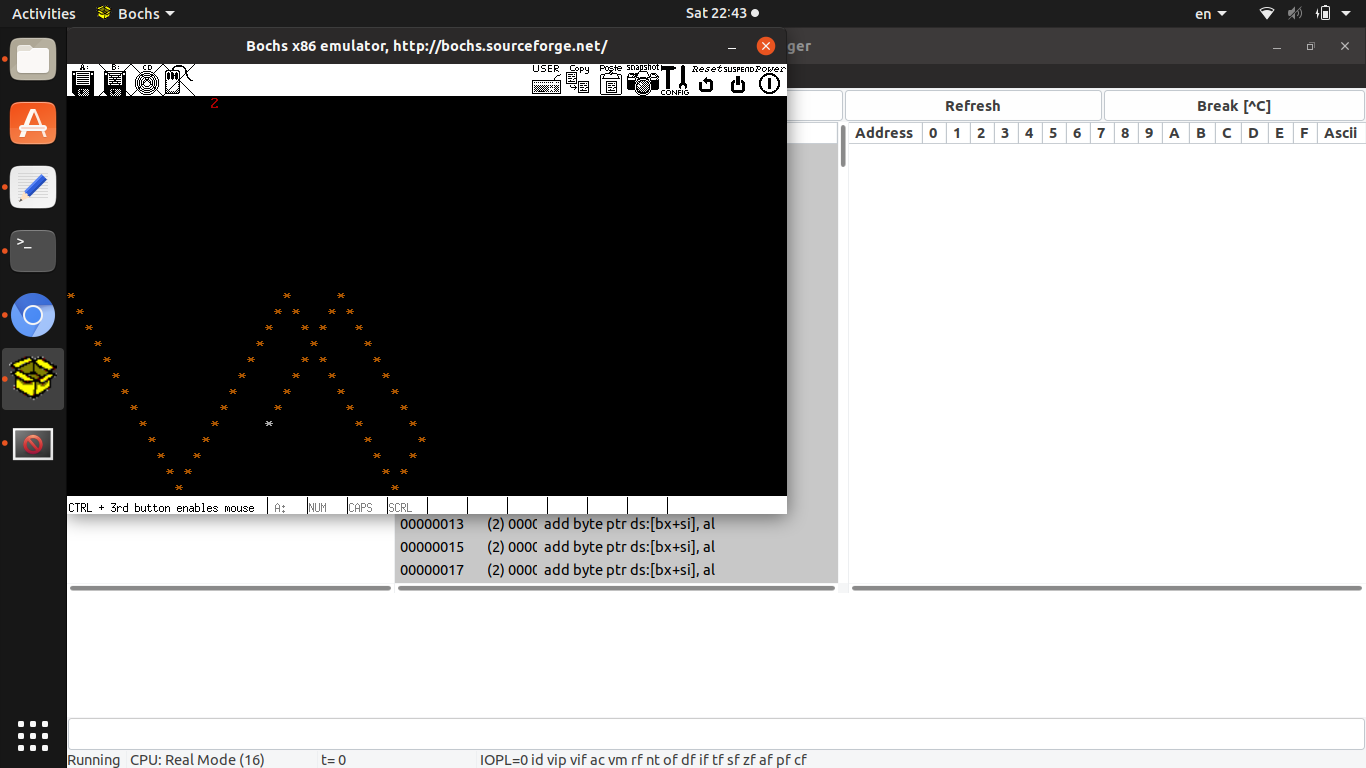 Activities Bochs Sat 22:43 en
Bochs x86 emulator, http://bochs.sourceforge.net/
ger
A: B: CD USER Copy Paste snapshot CONFIG Reset SUSPEND Power
2
Refresh Break [^C]
Address 0 1 2 3 4 5 6 7 8 9 A B C D E F Ascii
* * *
* * * *
* * * *
* * *
* * * *
* * * *
* * * *
* * * *
* * * *
* * * *
* * * *
* * * *
* *
CTRL + 3rd button enables mouse A: NUM CAPS SCRL
00000013 (2) 0000 add byte ptr ds:[bx+si], al
00000015 (2) 0000 add byte ptr ds:[bx+si], al
00000017 (2) 0000 add byte ptr ds:[bx+si], al
Running CPU: Real Mode (16) t= 0 IOPL=0 id vip vif ac vm rf nt of df if tf sf zf af pf cf